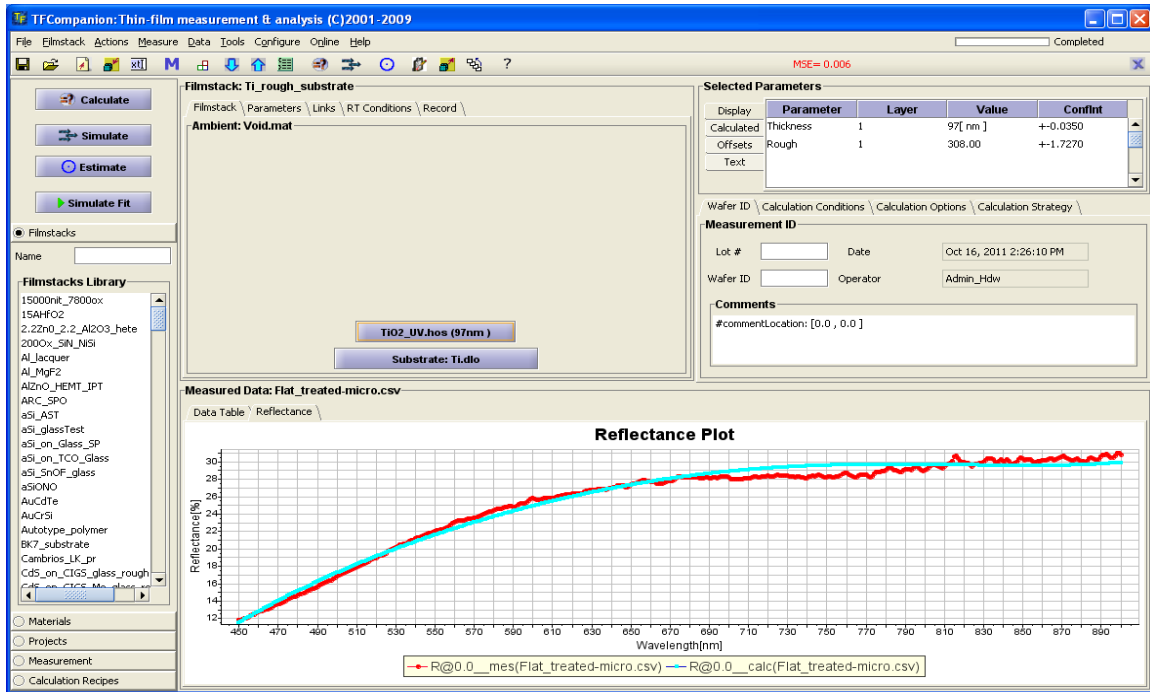 TFCompanion:Thin-film measurement & analysis (C)2001-2009
File Filmstack Actions Measure Data Tools Configure Online Help
Completed
MSE= 0.006
Calculate
Simulate
Estimate
Simulate Fit
Filmstacks
Name
Filmstacks Library
15000nit_7800ox
15AHfO2
2.2Zn0_2.2_Al2O3_hete
200Ox_SiN_NiSi
Al_lacquer
Al_MgF2
AlZnO_HEMT_IPT
ARC_SPO
aSi_AST
aSi_glassTest
aSi_on_Glass_SP
aSi_on_TCO_Glass
aSi_SnOF_glass
aSiONO
AuCdTe
AuCrSi
Autotype_polymer
BK7_substrate
Cambrios_LK_pr
CdS_on_CIGS_glass_rough
Materials
Projects
Measurement
Calculation Recipes
Filmstack: Ti_rough_substrate
Filmstack Parameters Links RT Conditions Record
Ambient: Void.mat
TiO2_UV.hos (97nm )
Substrate: Ti.dlo
Selected Parameters
Display
Calculated
Offsets
Text
Parameter Layer Value ConfInt
Thickness 1 97[ nm ] +-0.0350
Rough 1 308.00 +-1.7270
Wafer ID Calculation Conditions Calculation Options Calculation Strategy
Measurement ID
Lot # Date Oct 16, 2011 2:26:10 PM
Wafer ID Operator Admin_Hdw
Comments
#commentLocation: [0.0 , 0.0 ]
Measured Data: Flat_treated-micro.csv
Data Table Reflectance
Reflectance Plot
Reflectance[%]
30
28
26
24
22
20
18
16
14
12
450 470 490 510 530 550 570 590 610 630 650 670 690 710 730 750 770 790 810 830 850 870 890
Wavelength[nm]
R@0.0__mes(Flat_treated-micro.csv) R@0.0__calc(Flat_treated-micro.csv)